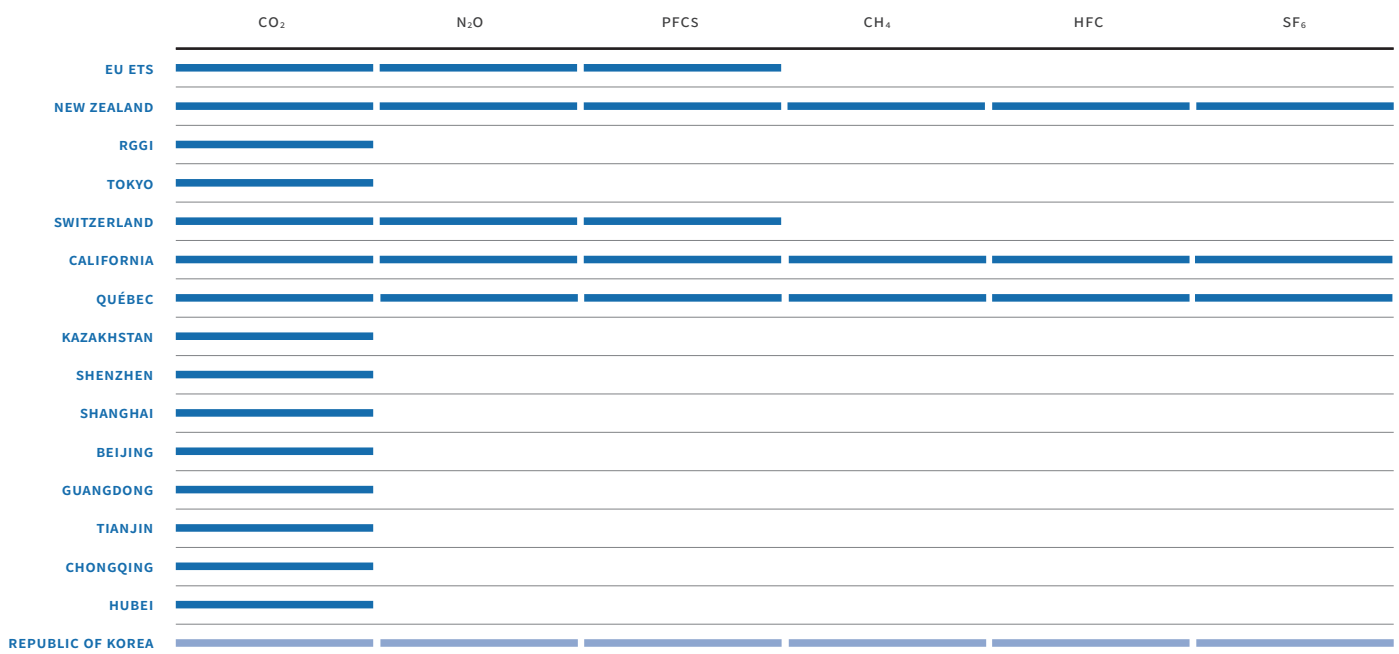 CO₂ N₂O PFCS CH₄ HFC SF₆
EU ETS
NEW ZEALAND
RGGI
TOKYO
SWITZERLAND
CALIFORNIA
QUÉBEC
KAZAKHSTAN
SHENZHEN
SHANGHAI
BEIJING
GUANGDONG
TIANJIN
CHONGQING
HUBEI
REPUBLIC OF KOREA